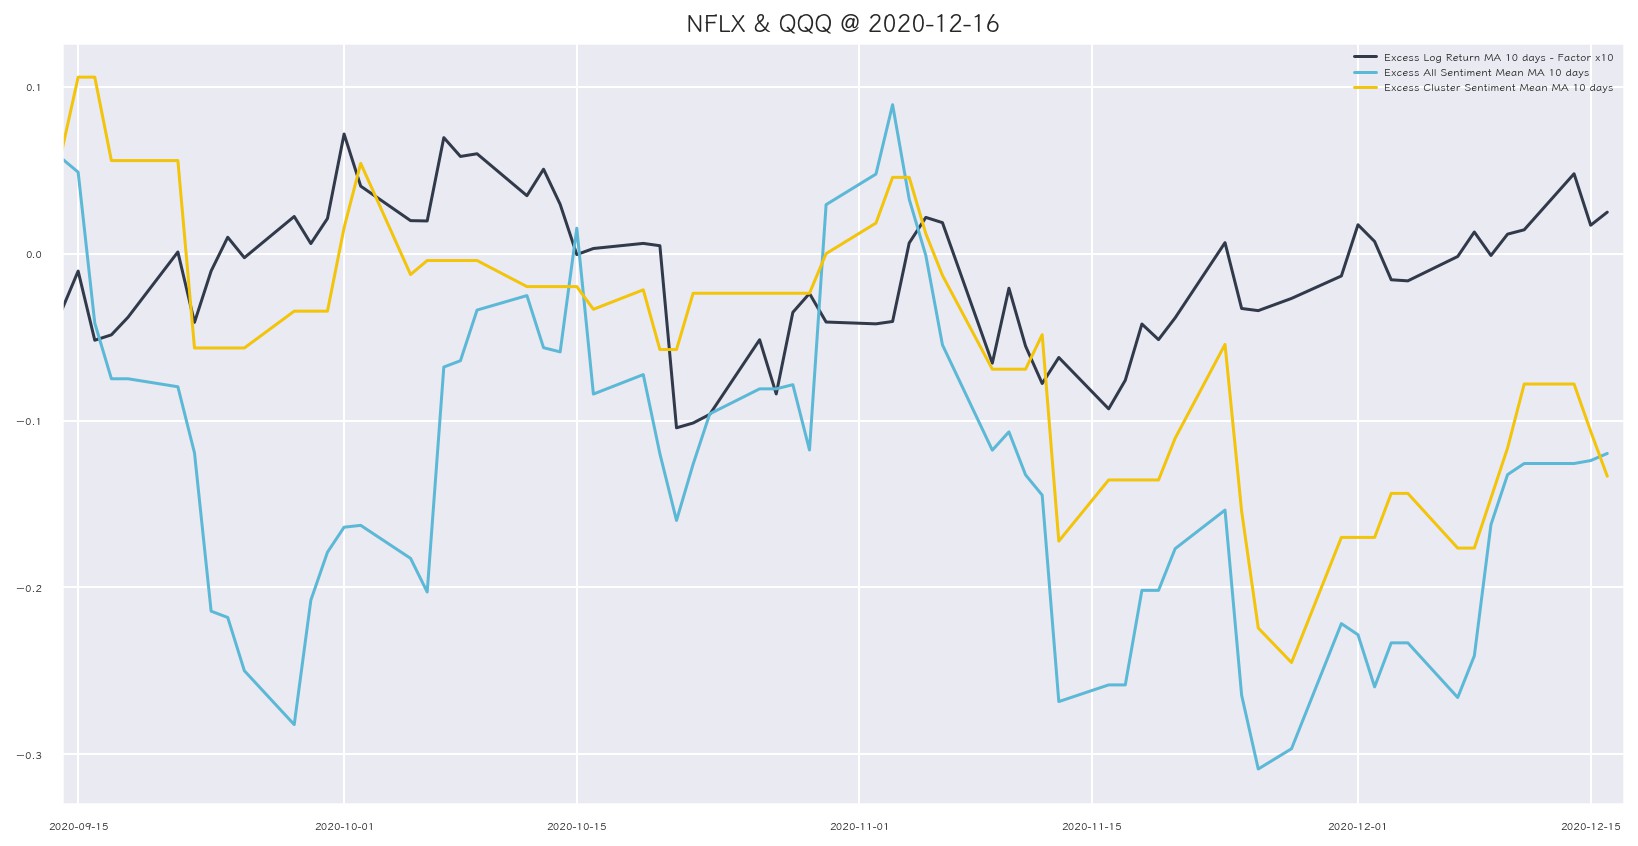 NFLX & QQQ @ 2020-12-16
Excess Log Return MA 10 days - Factor x10
Excess All Sentiment Mean MA 10 days
Excess Cluster Sentiment Mean MA 10 days
0.1
0.0
−0.1
−0.2
−0.3
2020-09-15 2020-10-01 2020-10-15 2020-11-01 2020-11-15 2020-12-01 2020-12-15